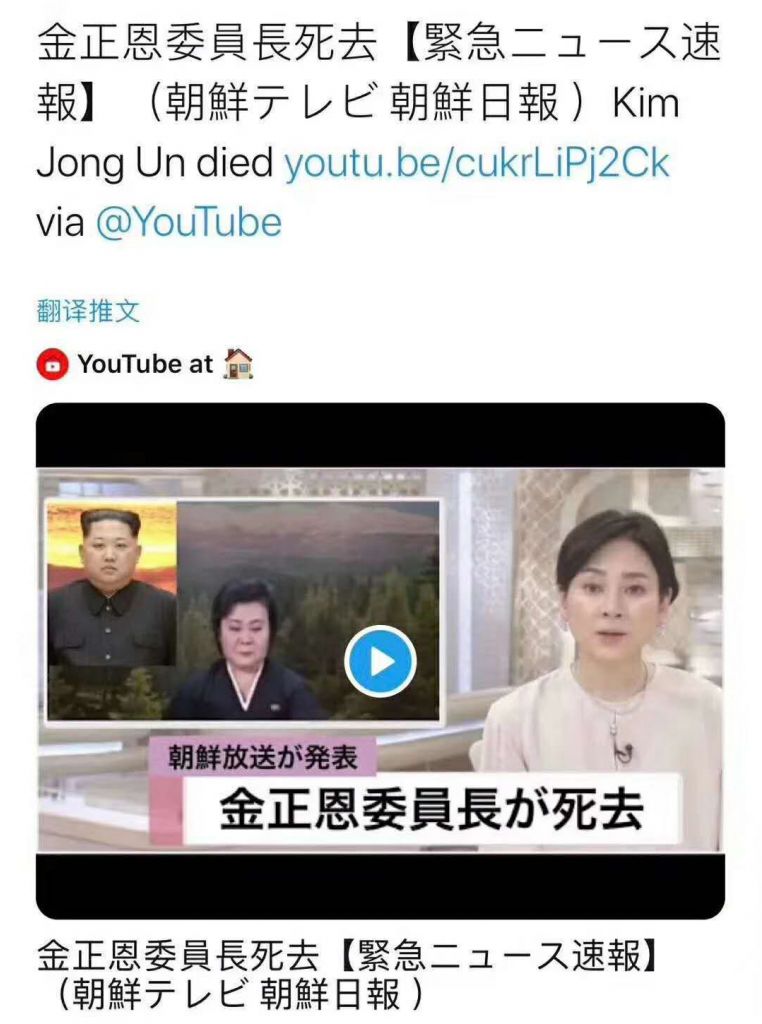 金正恩委員長死去【緊急ニュース速
報】（朝鮮テレビ 朝鮮日報 ）Kim
Jong Un died youtu.be/cukrLiPj2Ck
via @YouTube
翻译推文
YouTube at
朝鮮放送が発表
金正恩委員長が死去
金正恩委員長死去【緊急ニュース速報】
（朝鮮テレビ 朝鮮日報 ）